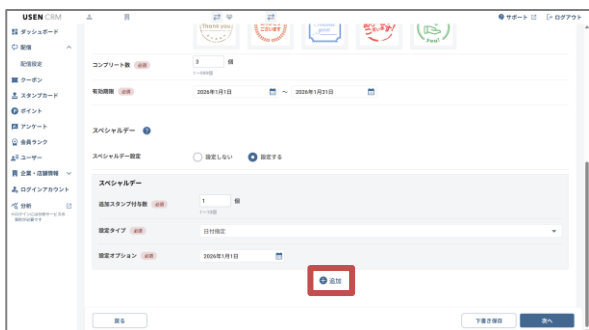 USEN CRM
サポート
ログアウト
ダッシュボード
配信
配信設定
クーポン
スタンプカード
ポイント
アンケート
会員ランク
ユーザー
企業・店舗情報
ログインアカウント
分析
Thank you
you!
コンプリート数 必須
3 個
有効期限 必須
2026年1月1日 ～ 2026年1月31日
スペシャルデー ?
スペシャルデー設定
設定しない
設定する
スペシャルデー
追加スタンプ付与数 必須
1 個
1〜10個
設定タイプ 必須
日付指定
設定オプション 必須
2026年1月1日
追加
戻る
下書き保存
次へ